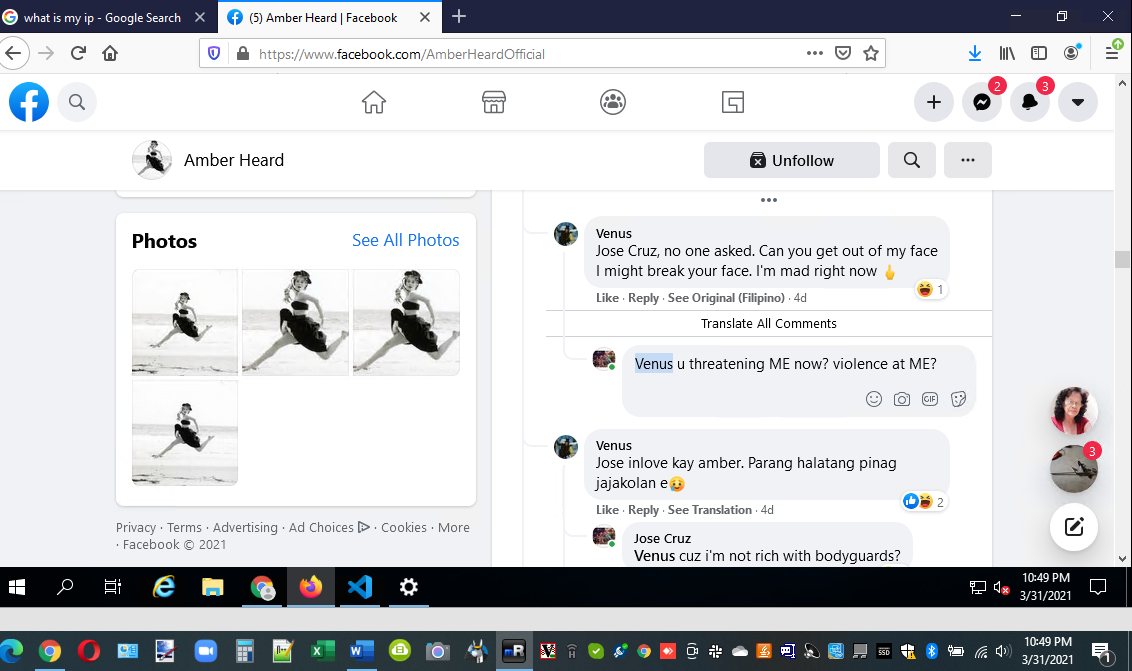 what is my ip - Google Search
(5) Amber Heard | Facebook
https://www.facebook.com/AmberHeardOfficial
2
3
Amber Heard
Unfollow
Photos
See All Photos
Privacy · Terms · Advertising · Ad Choices · Cookies · More
· Facebook © 2021
Venus
Jose Cruz, no one asked. Can you get out of my face
I might break your face. I'm mad right now 🖕
😆 1
Like · Reply · See Original (Filipino) · 4d
Translate All Comments
Venus u threatening ME now? violence at ME?
GIF
Venus
Jose inlove kay amber. Parang halatang pinag
jajakolan e😥
2
Like · Reply · See Translation · 4d
Jose Cruz
Venus cuz i'm not rich with bodyguards?
3
10:49 PM
3/31/2021
W
mR
SSD
10:49 PM
3/31/2021
1